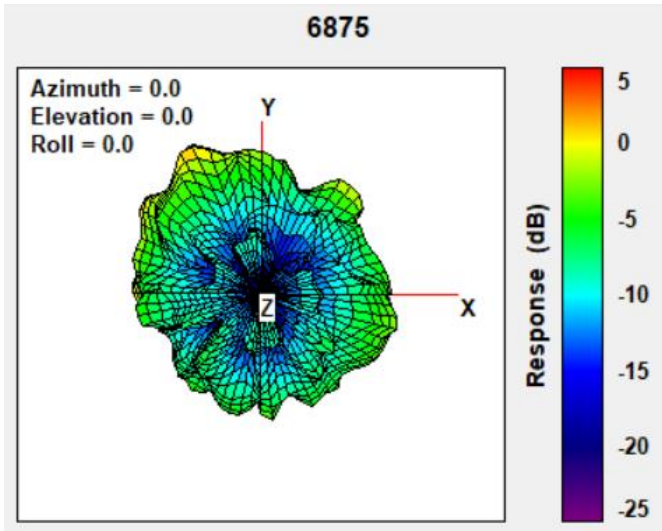 6875
Azimuth = 0.0
Elevation = 0.0
Roll = 0.0
Y
Z
X
5
0
-5
-10
-15
-20
-25
Response (dB)